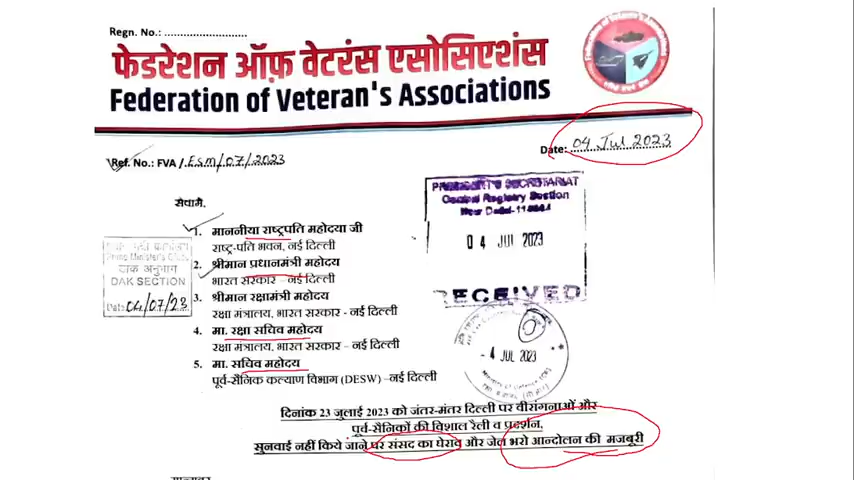 Regn. No.: ..........................
फेडरेशन ऑफ़ वेटरंस एसोसिएशंस
Federation of Veteran's Associations
Date: 04 Jul 2023
Ref. No.: FVA/ESM/07/2023
सेवामै,
PRESIDENT'S SECRETARIAT
Central Registry Section
New Delhi-
04 JUL 2023
RECEIVED
1. माननीया राष्ट्रपति महोदया जी
राष्ट्र-पति भवन, नई दिल्ली
2. श्रीमान प्रधानमंत्री महोदय
भारत सरकार –नई दिल्ली
3. श्रीमान रक्षामंत्री महोदय
रक्षा मंत्रालय, भारत सरकार -नई दिल्ली
4. मा. रक्षा सचिव महोदय
रक्षा मंत्रालय, भारत सरकार – नई दिल्ली
5. मा. सचिव महोदय
पूर्व-सैनिक कल्याण विभाग (DESW) –नई दिल्ली
Prime Minister's Office
डाक अनुभाग
DAK SECTION
Date 04/07/23
- 4 JUL 2023
दिनांक 23 जुलाई 2023 को जंतर-मंतर दिल्ली पर वीरांगनाओं और
पूर्व-सैनिकों की विशाल रैली व प्रदर्शन,
सुनवाई नहीं किये जाने पर संसद का घेराव और जेल भरो आन्दोलन की मजबूरी